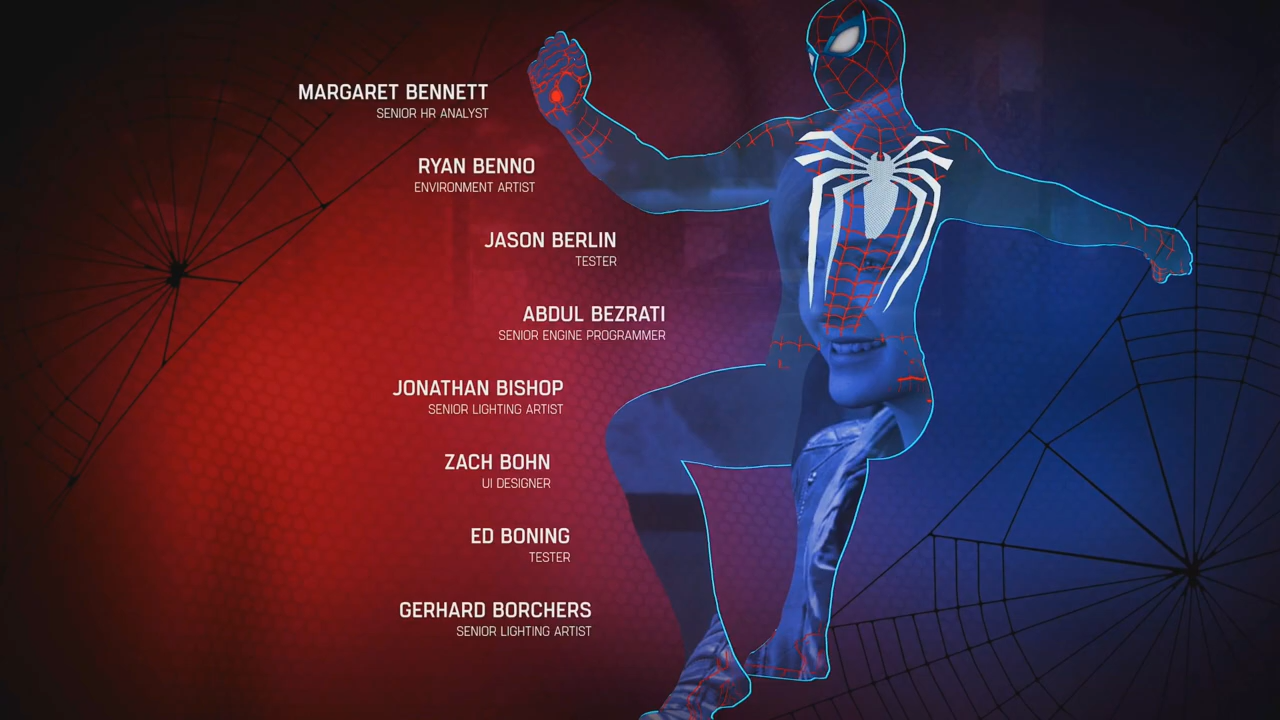 MARGARET BENNETT
SENIOR HR ANALYST
RYAN BENNO
ENVIRONMENT ARTIST
JASON BERLIN
TESTER
ABDUL BEZRATI
SENIOR ENGINE PROGRAMMER
JONATHAN BISHOP
SENIOR LIGHTING ARTIST
ZACH BOHN
UI DESIGNER
ED BONING
TESTER
GERHARD BORCHERS
SENIOR LIGHTING ARTIST